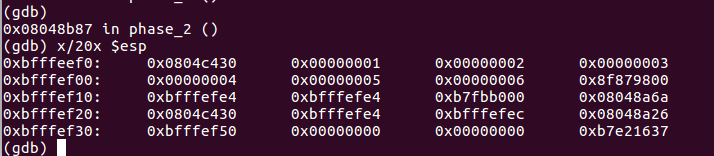 (gdb)
0x08048b87 in phase_2 ()
(gdb) x/20x $esp
0xbfffeef0: 0x0804c430 0x00000001 0x00000002 0x00000003
0xbfffef00: 0x00000004 0x00000005 0x00000006 0x8f879800
0xbfffef10: 0xbfffefe4 0xbfffefe4 0xb7fbb000 0x08048a6a
0xbfffef20: 0x0804c430 0xbfffefe4 0xbfffefec 0x08048a26
0xbfffef30: 0xbfffef50 0x00000000 0x00000000 0xb7e21637
(gdb)